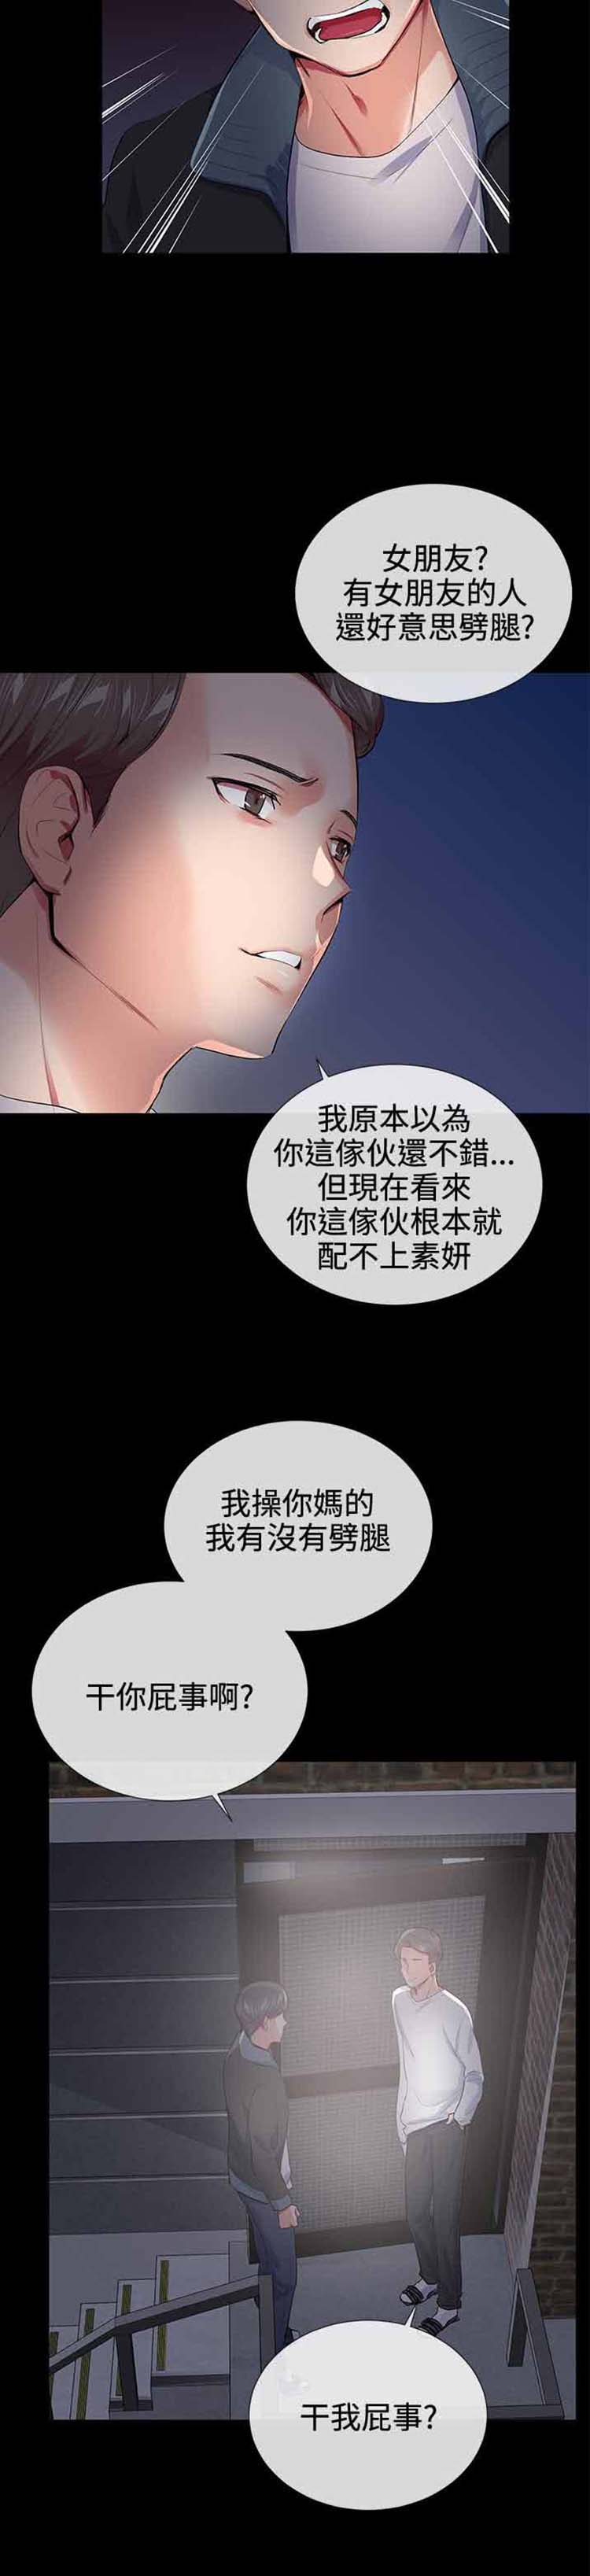 女朋友?
有女朋友的人
還好意思劈腿?
我原本以為
你這傢伙還不錯...
但現在看來
你這傢伙根本就
配不上素妍
我操你媽的
我有沒有劈腿
干你屁事啊?
干我屁事?